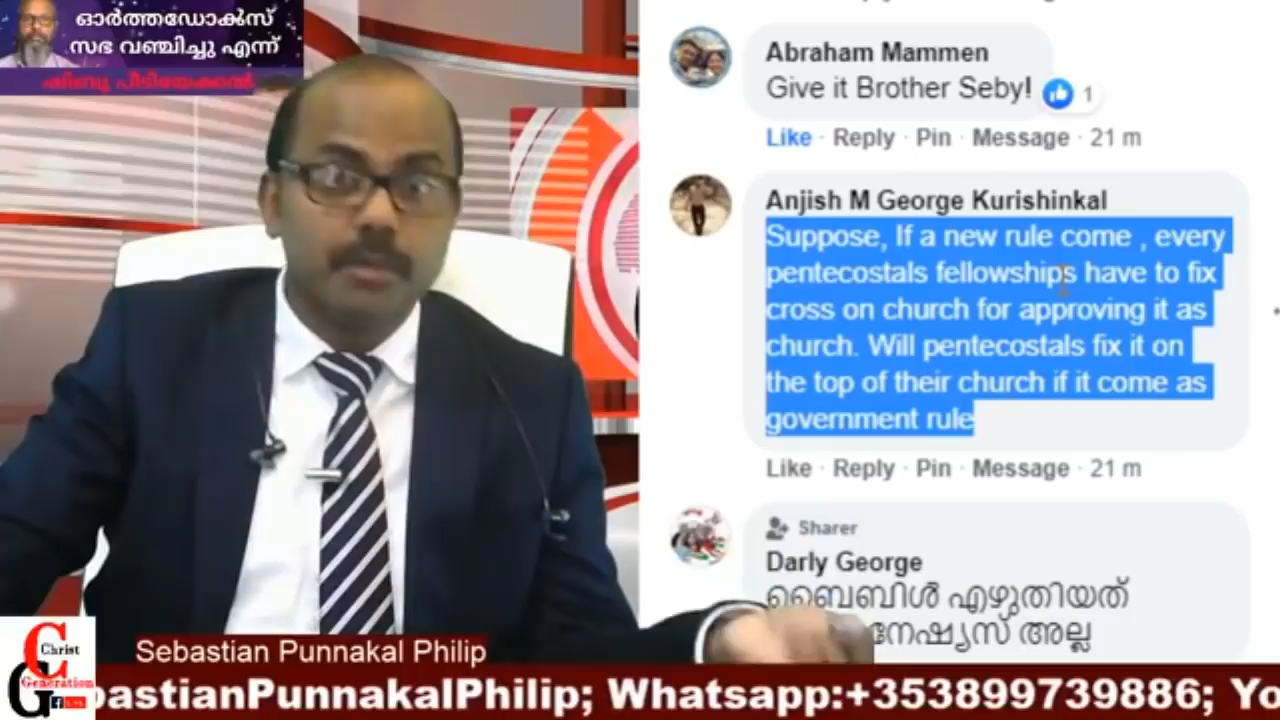 ഓർത്തഡോക്സ്
സഭ വഞ്ചിച്ചു എന്ന്
ഷിബു പീടിയേക്കൽ
Abraham Mammen
Give it Brother Seby!
1
Like · Reply · Pin · Message · 21 m
Anjish M George Kurishinkal
Suppose, If a new rule come , every
pentecostals fellowships have to fix
cross on church for approving it as
church. Will pentecostals fix it on
the top of their church if it come as
government rule
Like · Reply · Pin · Message · 21 m
Sharer
Darly George
ബൈബിൾ എഴുതിയത്
നേഷ്യസ് അല്ല
Sebastian Punnakal Philip
Christ
Generation
bastianPunnakalPhilip; Whatsapp:+353899739886; Yo